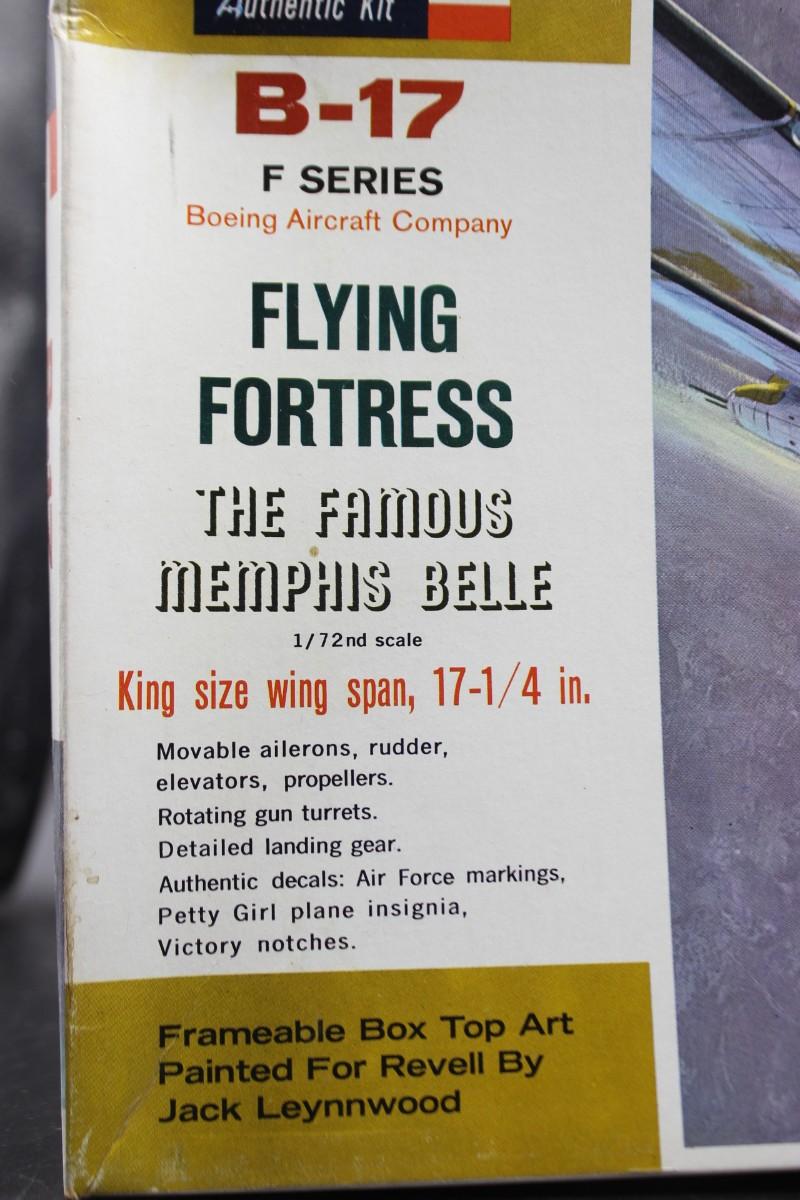 Authentic Kit
B-17
F SERIES
Boeing Aircraft Company
FLYING
FORTRESS
THE FAMOUS
MEMPHIS BELLE
1/72nd scale
King size wing span, 17-1/4 in.
Movable ailerons, rudder,
elevators, propellers.
Rotating gun turrets.
Detailed landing gear.
Authentic decals: Air Force markings,
Petty Girl plane insignia,
Victory notches.
Frameable Box Top Art
Painted For Revell By
Jack Leynnwood